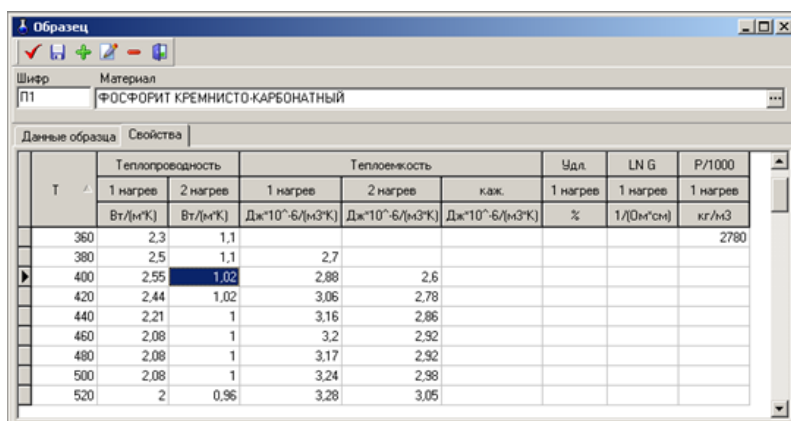 Образец
Шифр Материал
П1 ФОСФОРИТ КРЕМНИСТО-КАРБОНАТНЫЙ ...
Данные образца Свойства
T Теплопроводность Теплоемкость Удл. LN G P/1000
1 нагрев 2 нагрев 1 нагрев 2 нагрев каж. 1 нагрев 1 нагрев 1 нагрев
Вт/(м*К) Вт/(м*К) Дж*10^-6/(м3*К) Дж*10^-6/(м3*К) Дж*10^-6/(м3*К) % 1/(Ом*см) кг/м3
360 2,3 1,1 2780
380 2,5 1,1 2,7
400 2,55 1,02 2,88 2,6
420 2,44 1,02 3,06 2,78
440 2,21 1 3,16 2,86
460 2,08 1 3,2 2,92
480 2,08 1 3,17 2,92
500 2,08 1 3,24 2,98
520 2 0,96 3,28 3,05